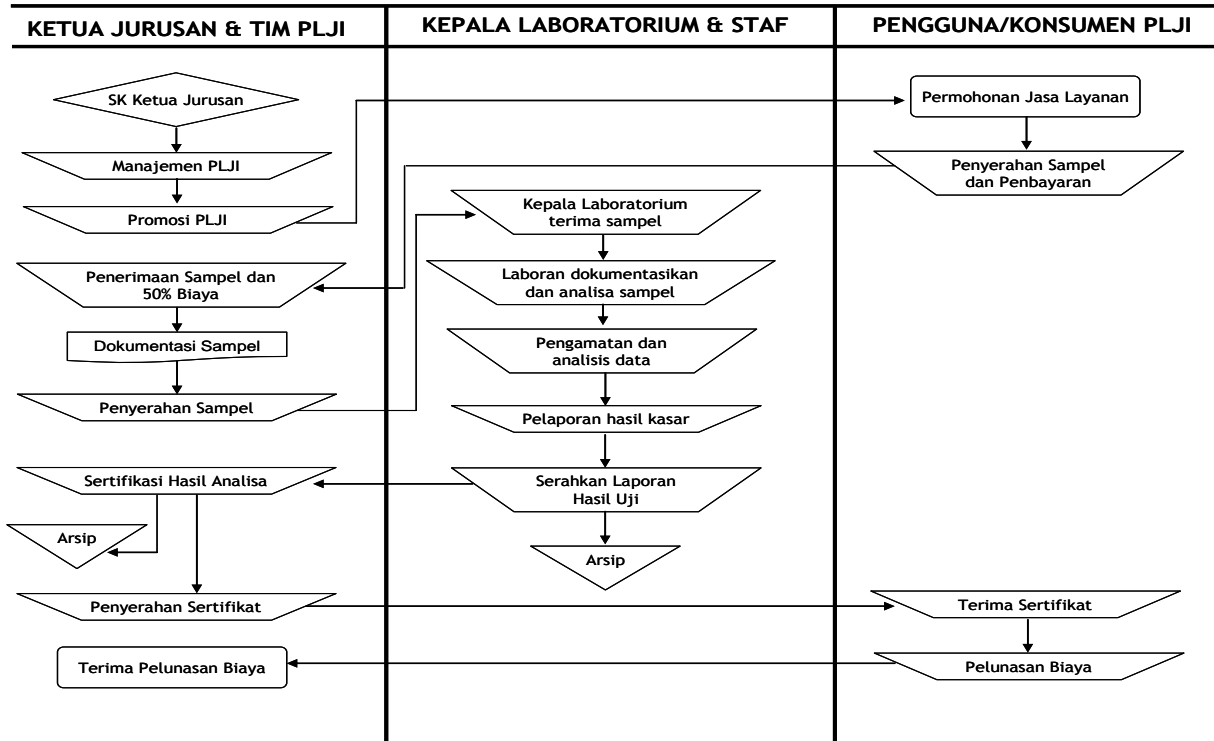 KETUA JURUSAN & TIM PLJI
KEPALA LABORATORIUM & STAF
PENGGUNA/KONSUMEN PLJI
SK Ketua Jurusan
Manajemen PLJI
Promosi PLJI
Penerimaan Sampel dan
50% Biaya
Dokumentasi Sampel
Penyerahan Sampel
Sertifikasi Hasil Analisa
Arsip
Penyerahan Sertifikat
Terima Pelunasan Biaya
Kepala Laboratorium
terima sampel
Laboran dokumentasikan
dan analisa sampel
Pengamatan dan
analisis data
Pelaporan hasil kasar
Serahkan Laporan
Hasil Uji
Arsip
Permohonan Jasa Layanan
Penyerahan Sampel
dan Penbayaran
Terima Sertifikat
Pelunasan Biaya